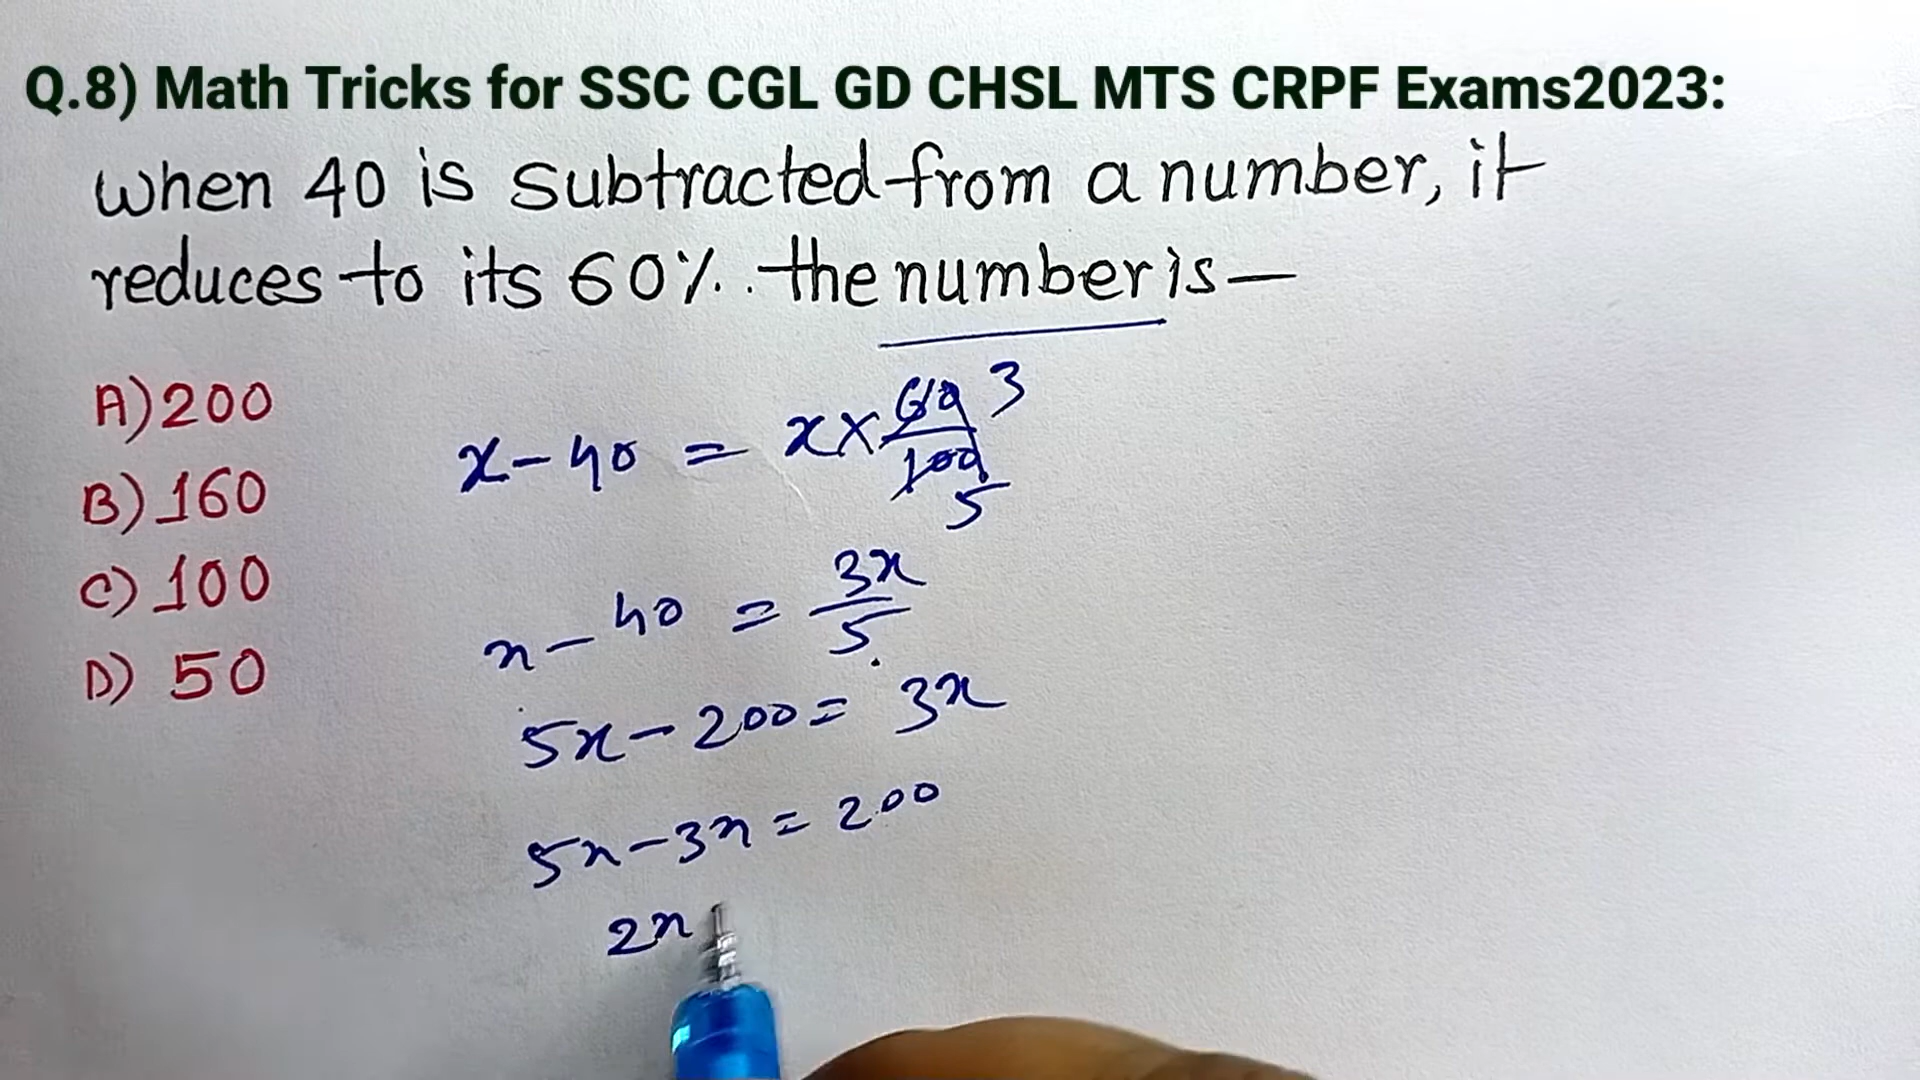 Q.8) Math Tricks for SSC CGL GD CHSL MTS CRPF Exams2023:
when 40 is subtracted from a number, it
reduces to its 60%. the number is —
A) 200
B) 160
C) 100
D) 50
x - 40 = x × 60/100 3 5
x - 40 = 3x/5
5x - 200 = 3x
5x - 3x = 200
2x